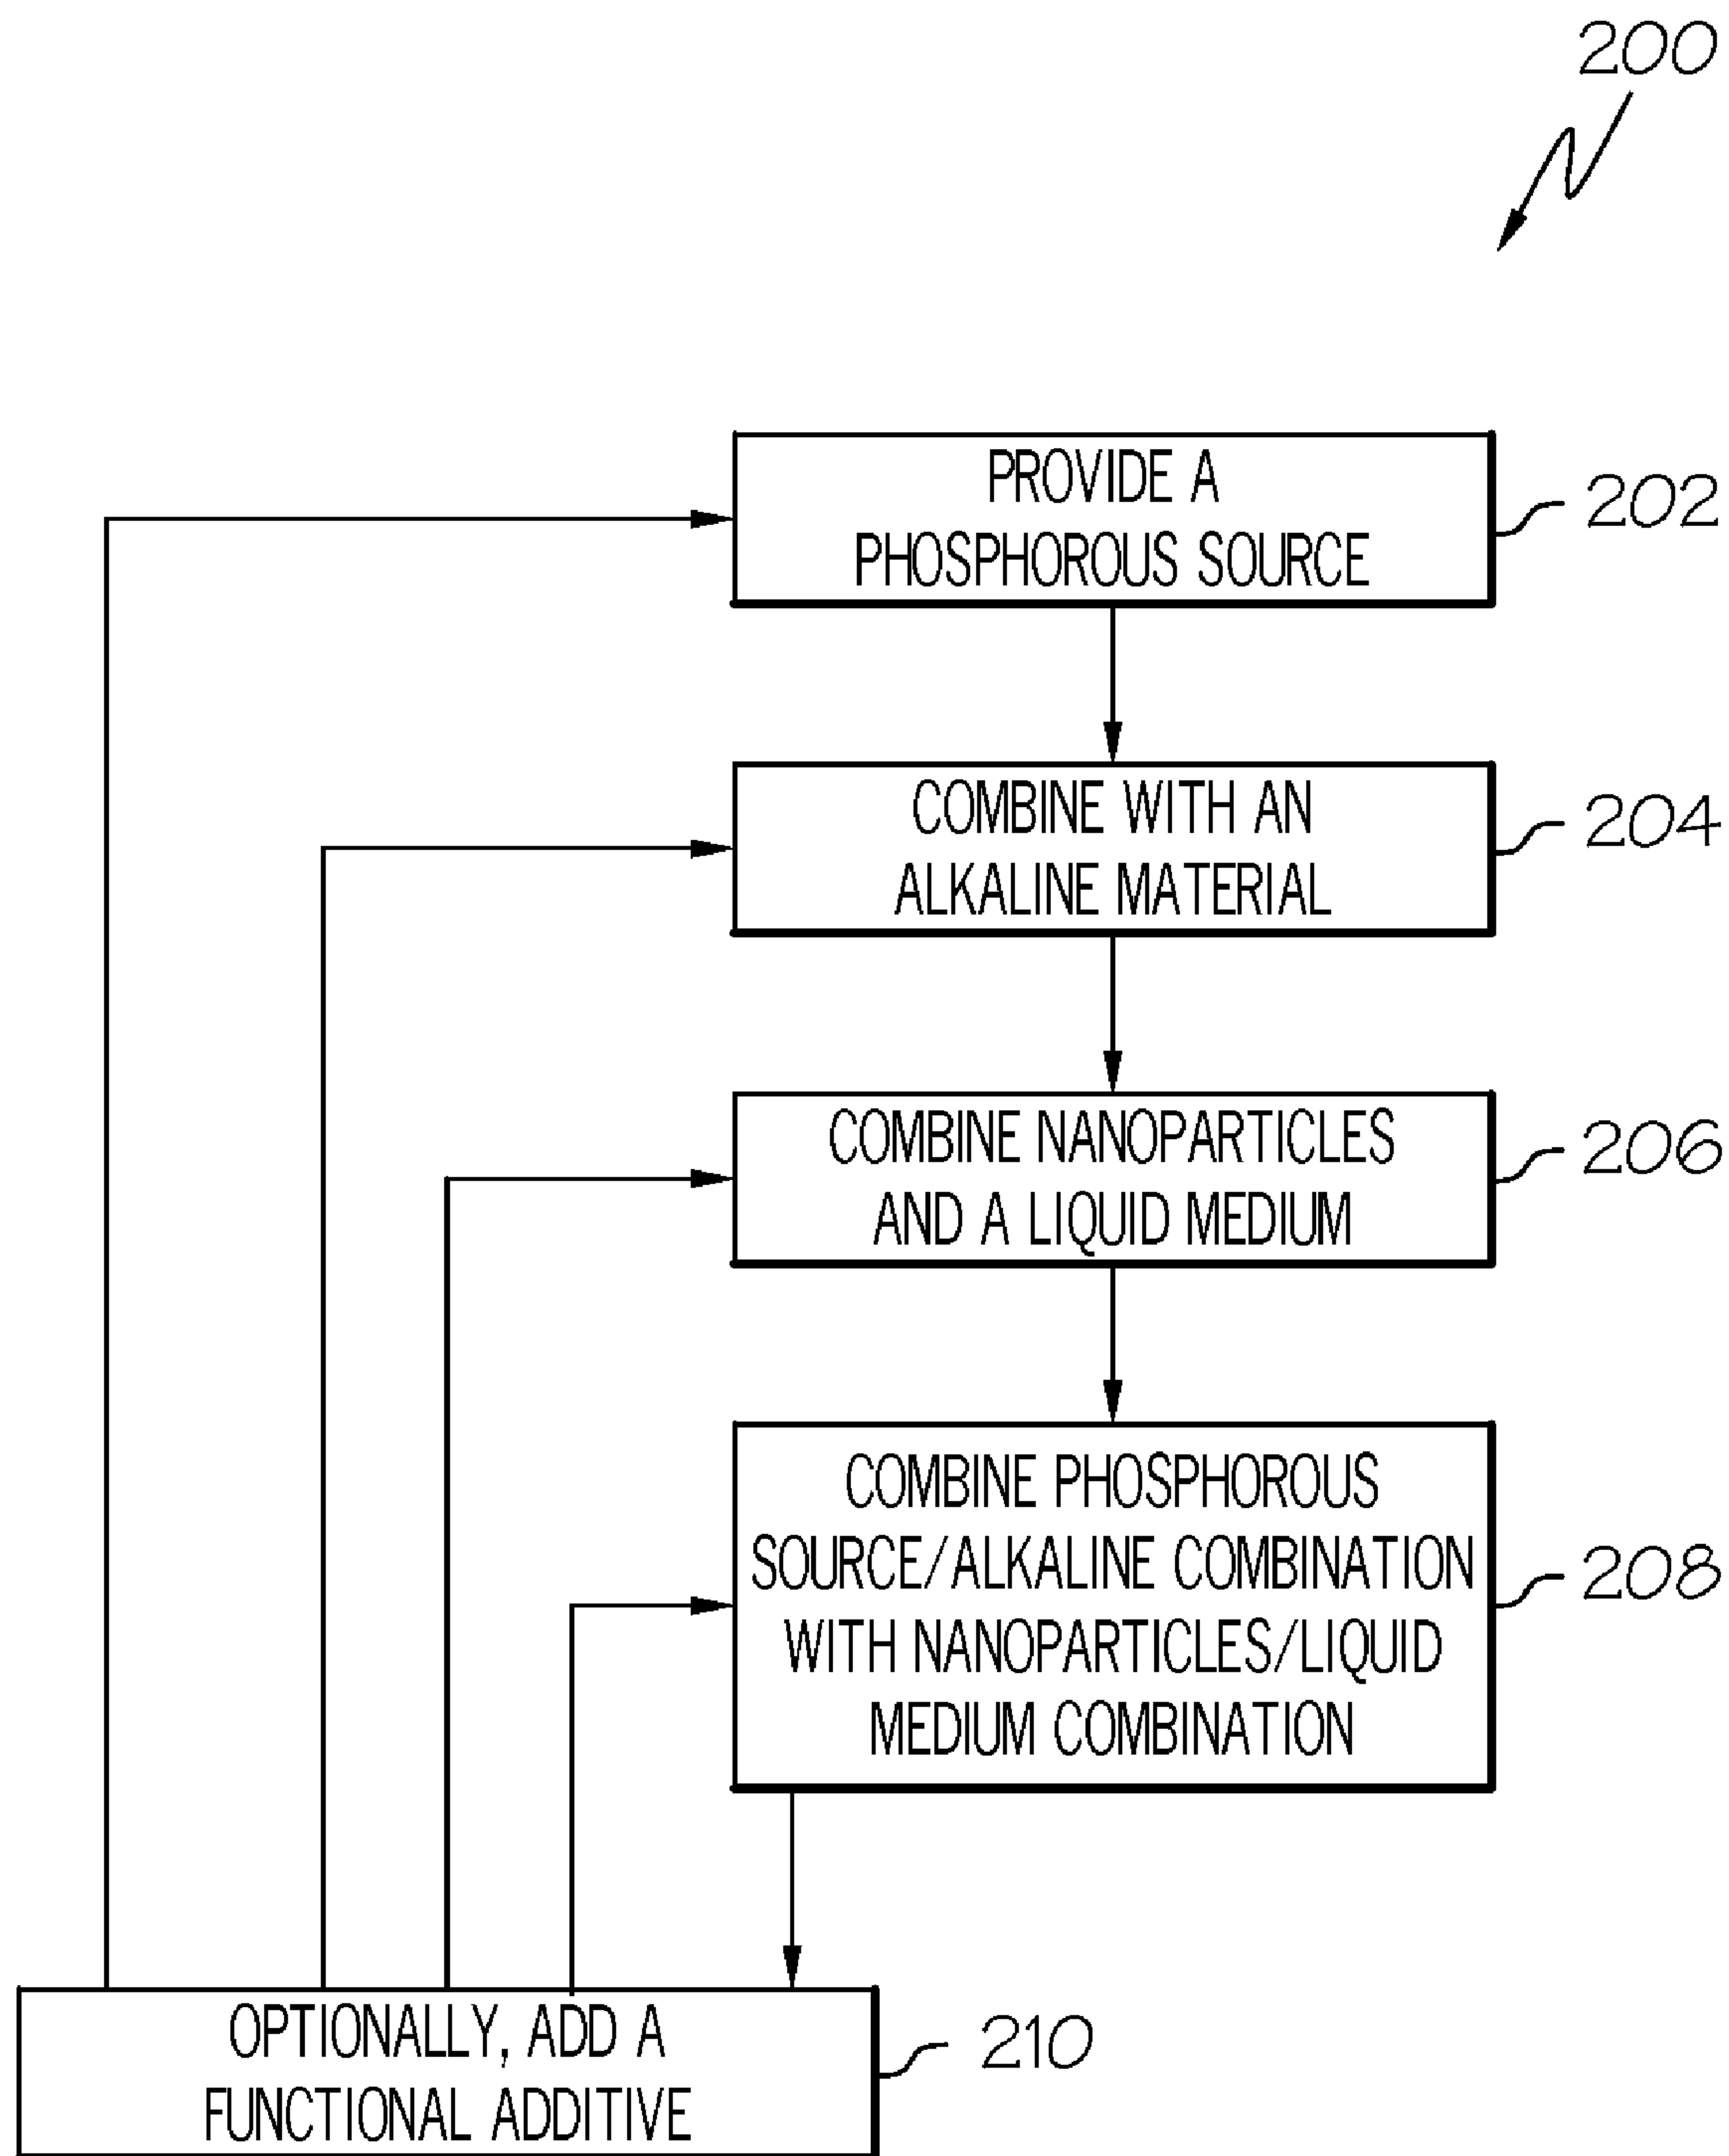 200
PROVIDE A
PHOSPHOROUS SOURCE
202
COMBINE WITH AN
ALKALINE MATERIAL
204
COMBINE NANOPARTICLES
AND A LIQUID MEDIUM
206
COMBINE PHOSPHOROUS
SOURCE/ALKALINE COMBINATION
WITH NANOPARTICLES/LIQUID
MEDIUM COMBINATION
208
OPTIONALLY, ADD A
FUNCTIONAL ADDITIVE
210